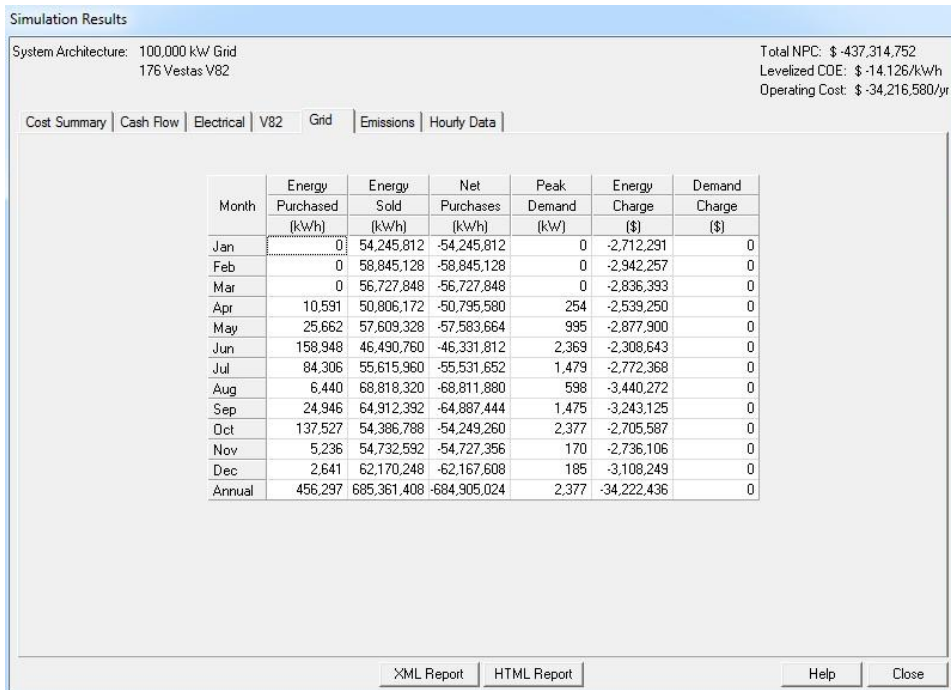 Simulation Results
System Architecture: 100,000 kW Grid
176 Vestas V82
Total NPC: $ -437,314,752
Levelized COE: $ -14.126/kWh
Operating Cost: $ -34,216,580/yr
Cost Summary Cash Flow Electrical V82 Grid Emissions Hourly Data
Month Energy Purchased (kWh) Energy Sold (kWh) Net Purchases (kWh) Peak Demand (kW) Energy Charge ($) Demand Charge ($)
Jan 0 54,245,812 -54,245,812 0 -2,712,291 0
Feb 0 58,845,128 -58,845,128 0 -2,942,257 0
Mar 0 56,727,848 -56,727,848 0 -2,836,393 0
Apr 10,591 50,806,172 -50,795,580 254 -2,539,250 0
May 25,662 57,609,328 -57,583,664 995 -2,877,900 0
Jun 158,948 46,490,760 -46,331,812 2,369 -2,308,643 0
Jul 84,306 55,615,960 -55,531,652 1,479 -2,772,368 0
Aug 6,440 68,818,320 -68,811,880 598 -3,440,272 0
Sep 24,946 64,912,392 -64,887,444 1,475 -3,243,125 0
Oct 137,527 54,386,788 -54,249,260 2,377 -2,705,587 0
Nov 5,236 54,732,592 -54,727,356 170 -2,736,106 0
Dec 2,641 62,170,248 -62,167,608 185 -3,108,249 0
Annual 456,297 685,361,408 -684,905,024 2,377 -34,222,436 0
XML Report HTML Report Help Close